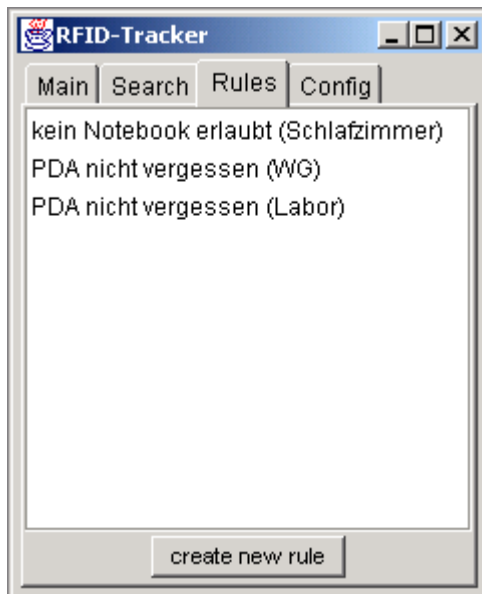 RFID-Tracker
Main Search Rules Config
kein Notebook erlaubt (Schlafzimmer)
PDA nicht vergessen (WG)
PDA nicht vergessen (Labor)
create new rule